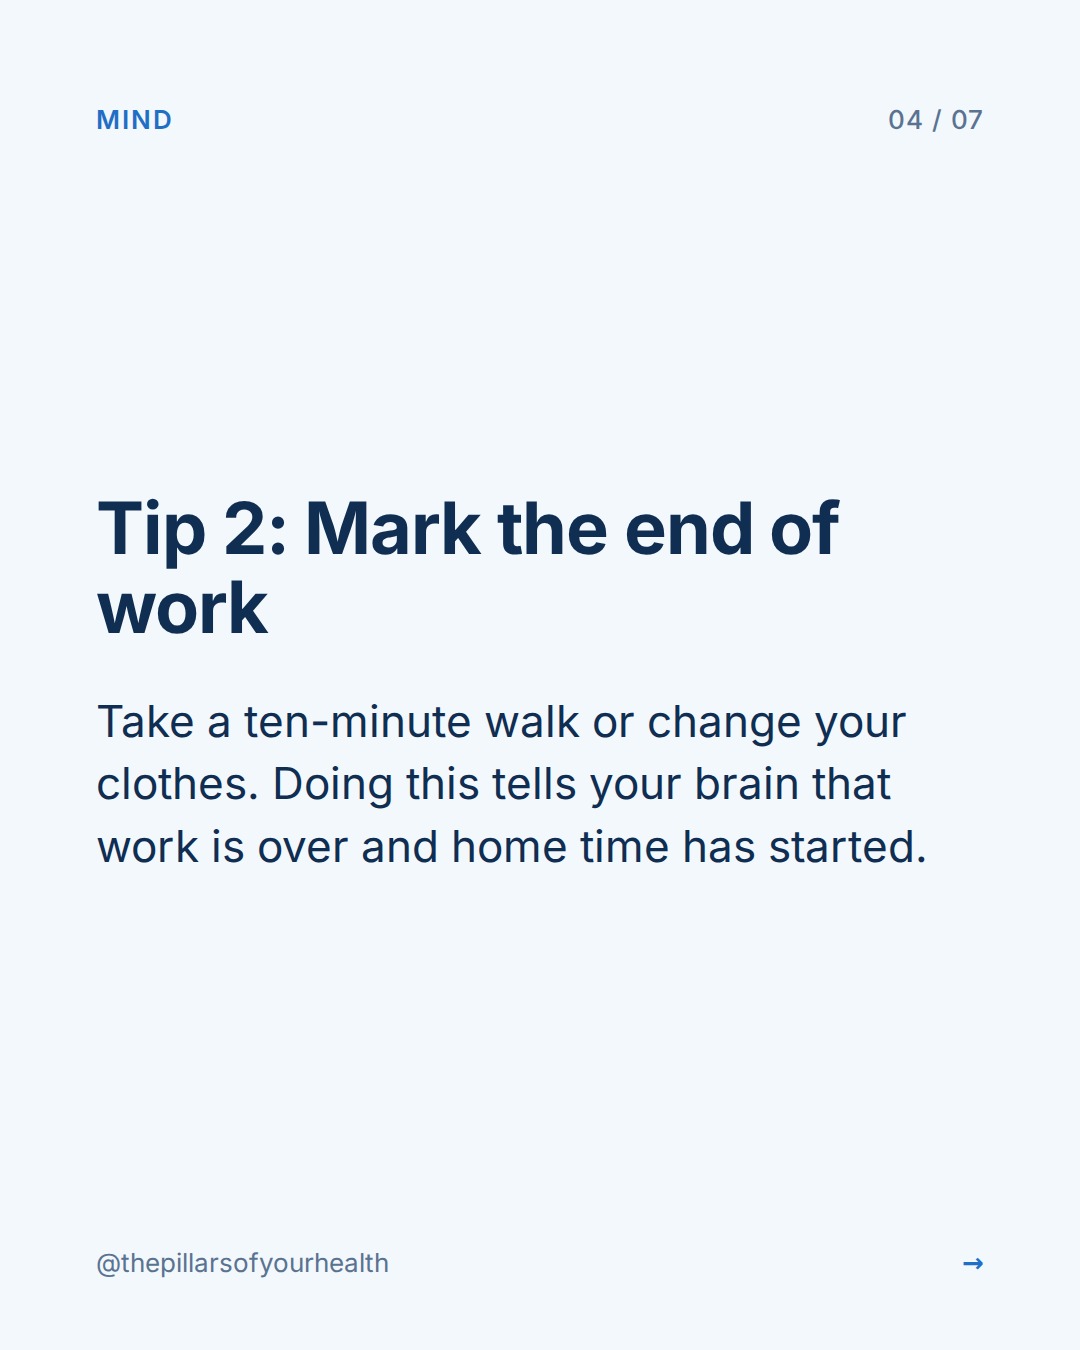 MIND
04 / 07
Tip 2: Mark the end of
work
Take a ten-minute walk or change your
clothes. Doing this tells your brain that
work is over and home time has started.
@thepillarsofyourhealth
→